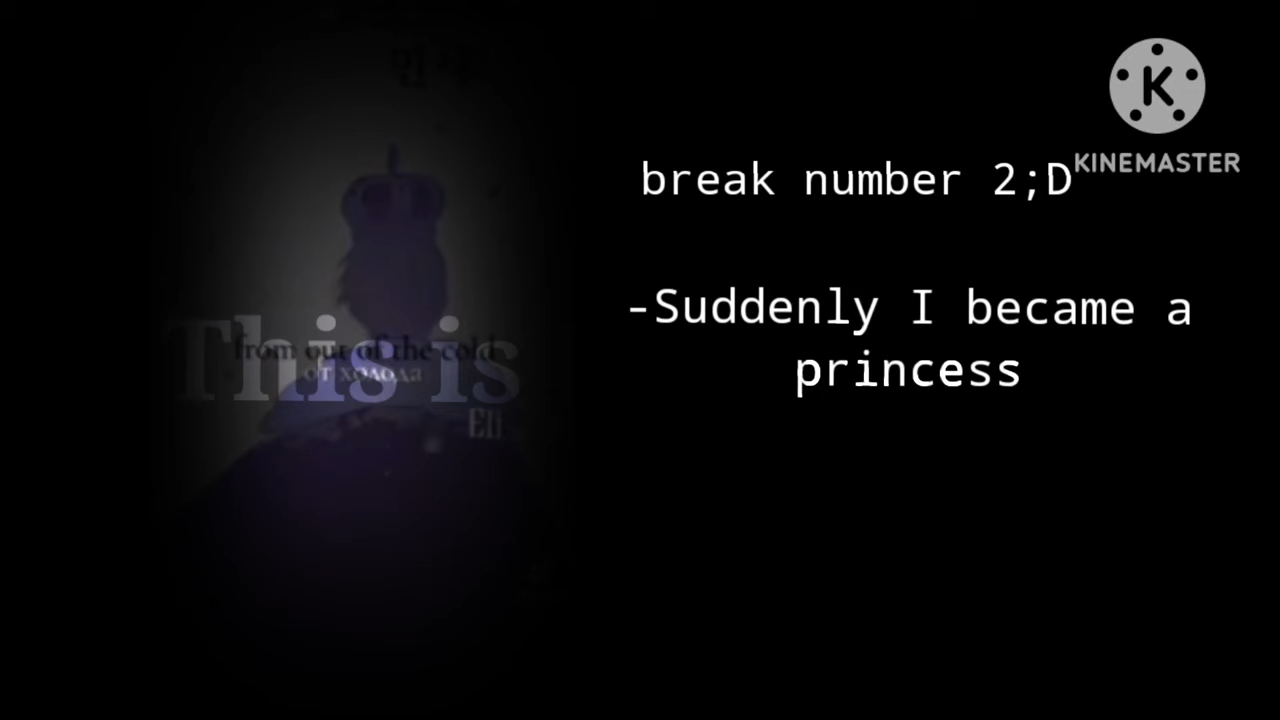 KINEMASTER
break number 2;D
-Suddenly I became a
princess
This is
from out of the cold
от холода